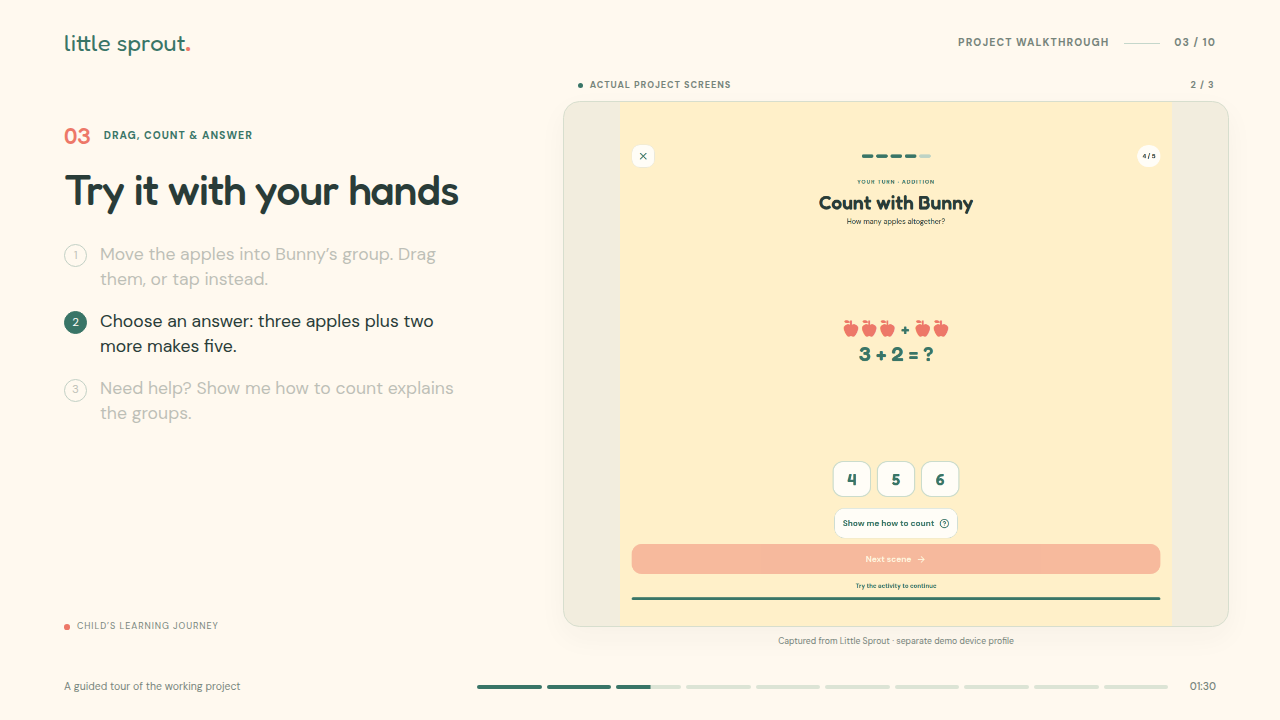 little sprout.
PROJECT WALKTHROUGH
03 / 10
ACTUAL PROJECT SCREENS
2 / 3
03
DRAG, COUNT & ANSWER
Try it with your hands
1
Move the apples into Bunny’s group. Drag
them, or tap instead.
2
Choose an answer: three apples plus two
more makes five.
3
Need help? Show me how to count explains
the groups.
4 / 5
YOUR TURN · ADDITION
Count with Bunny
How many apples altogether?
+
3 + 2 = ?
4
5
6
Show me how to count
Next scene →
Try the activity to continue
CHILD’S LEARNING JOURNEY
Captured from Little Sprout · separate demo device profile
A guided tour of the working project
01:30